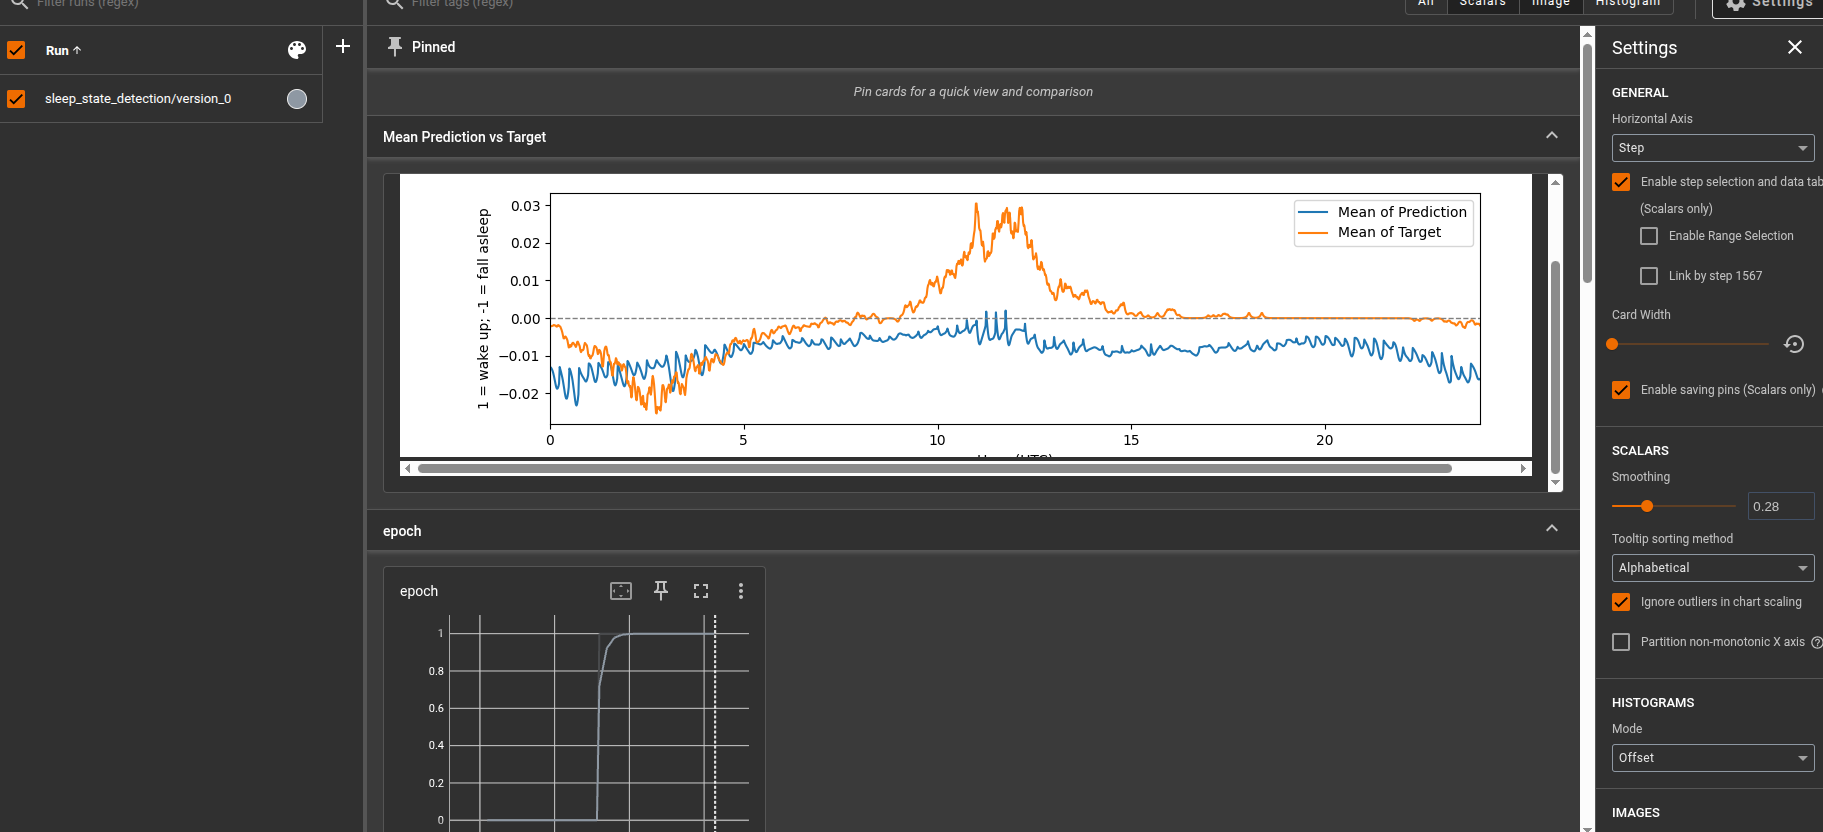 Filter runs (regex)
Filter tags (regex)
All
Scalars
Image
Histogram
Settings
Run
Pinned
Settings
sleep_state_detection/version_0
Pin cards for a quick view and comparison
GENERAL
Horizontal Axis
Step
Mean Prediction vs Target
Enable step selection and data tab
(Scalars only)
Enable Range Selection
Link by step 1567
Card Width
Enable saving pins (Scalars only)
1 = wake up; -1 = fall asleep
0.03
0.02
0.01
0.00
−0.01
−0.02
Mean of Prediction
Mean of Target
0
5
10
15
20
(UTC)
SCALARS
Smoothing
0.28
Tooltip sorting method
Alphabetical
Ignore outliers in chart scaling
Partition non-monotonic X axis
epoch
epoch
1
0.8
0.6
0.4
0.2
0
HISTOGRAMS
Mode
Offset
IMAGES